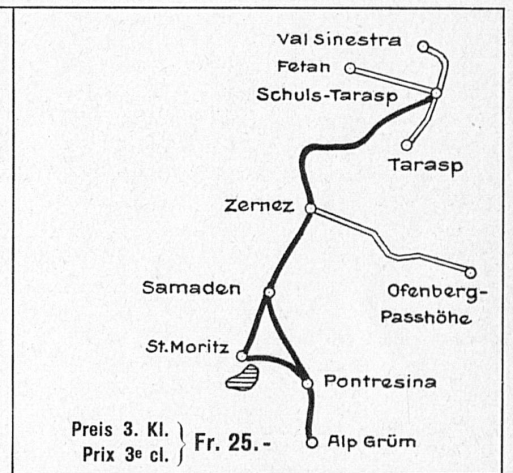 Val Sinestra
Fetan
Schuls-Tarasp
Tarasp
Zernez
Samaden
Ofenberg-
Passhöhe
St.Moritz
Pontresina
Preis 3. Kl.
Prix 3e cl.
Fr. 25.-
Alp Grüm